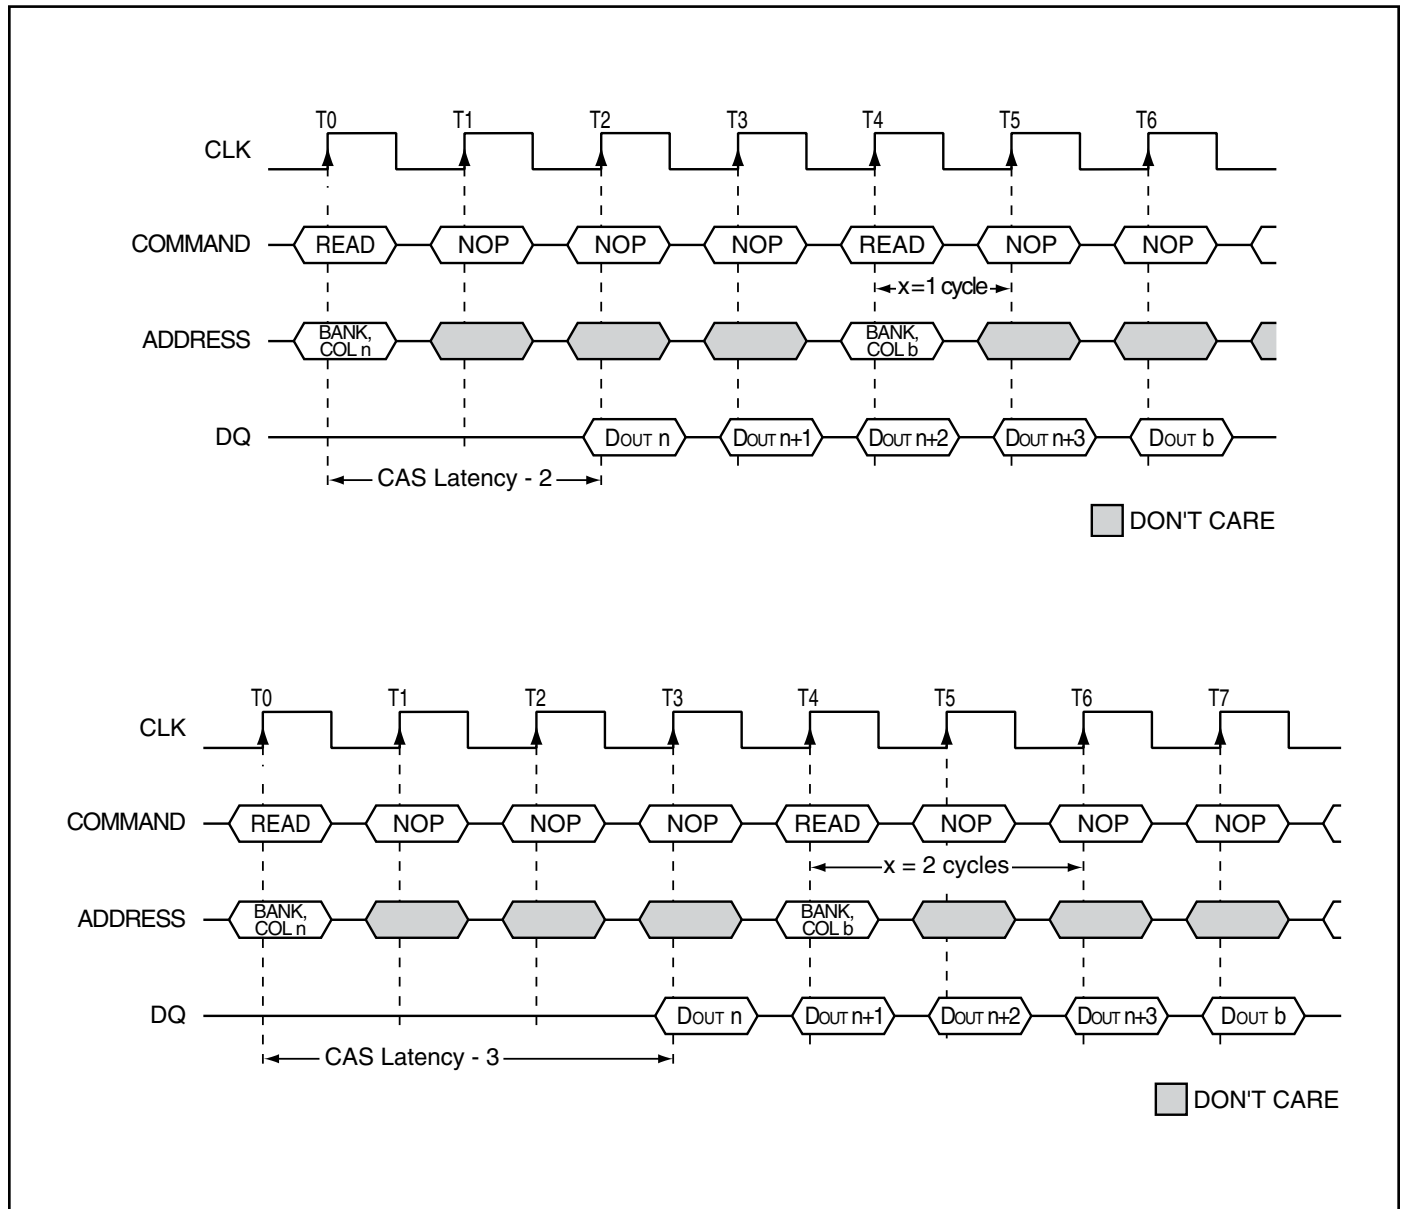 T0 T1 T2 T3 T4 T5 T6
CLK
COMMAND READ NOP NOP NOP READ NOP NOP
x=1 cycle
ADDRESS BANK, COL n BANK, COL b
DQ DOUT n DOUT n+1 DOUT n+2 DOUT n+3 DOUT b
CAS Latency - 2
DON'T CARE
T0 T1 T2 T3 T4 T5 T6 T7
CLK
COMMAND READ NOP NOP NOP READ NOP NOP NOP
x = 2 cycles
ADDRESS BANK, COL n BANK, COL b
DQ DOUT n DOUT n+1 DOUT n+2 DOUT n+3 DOUT b
CAS Latency - 3
DON'T CARE